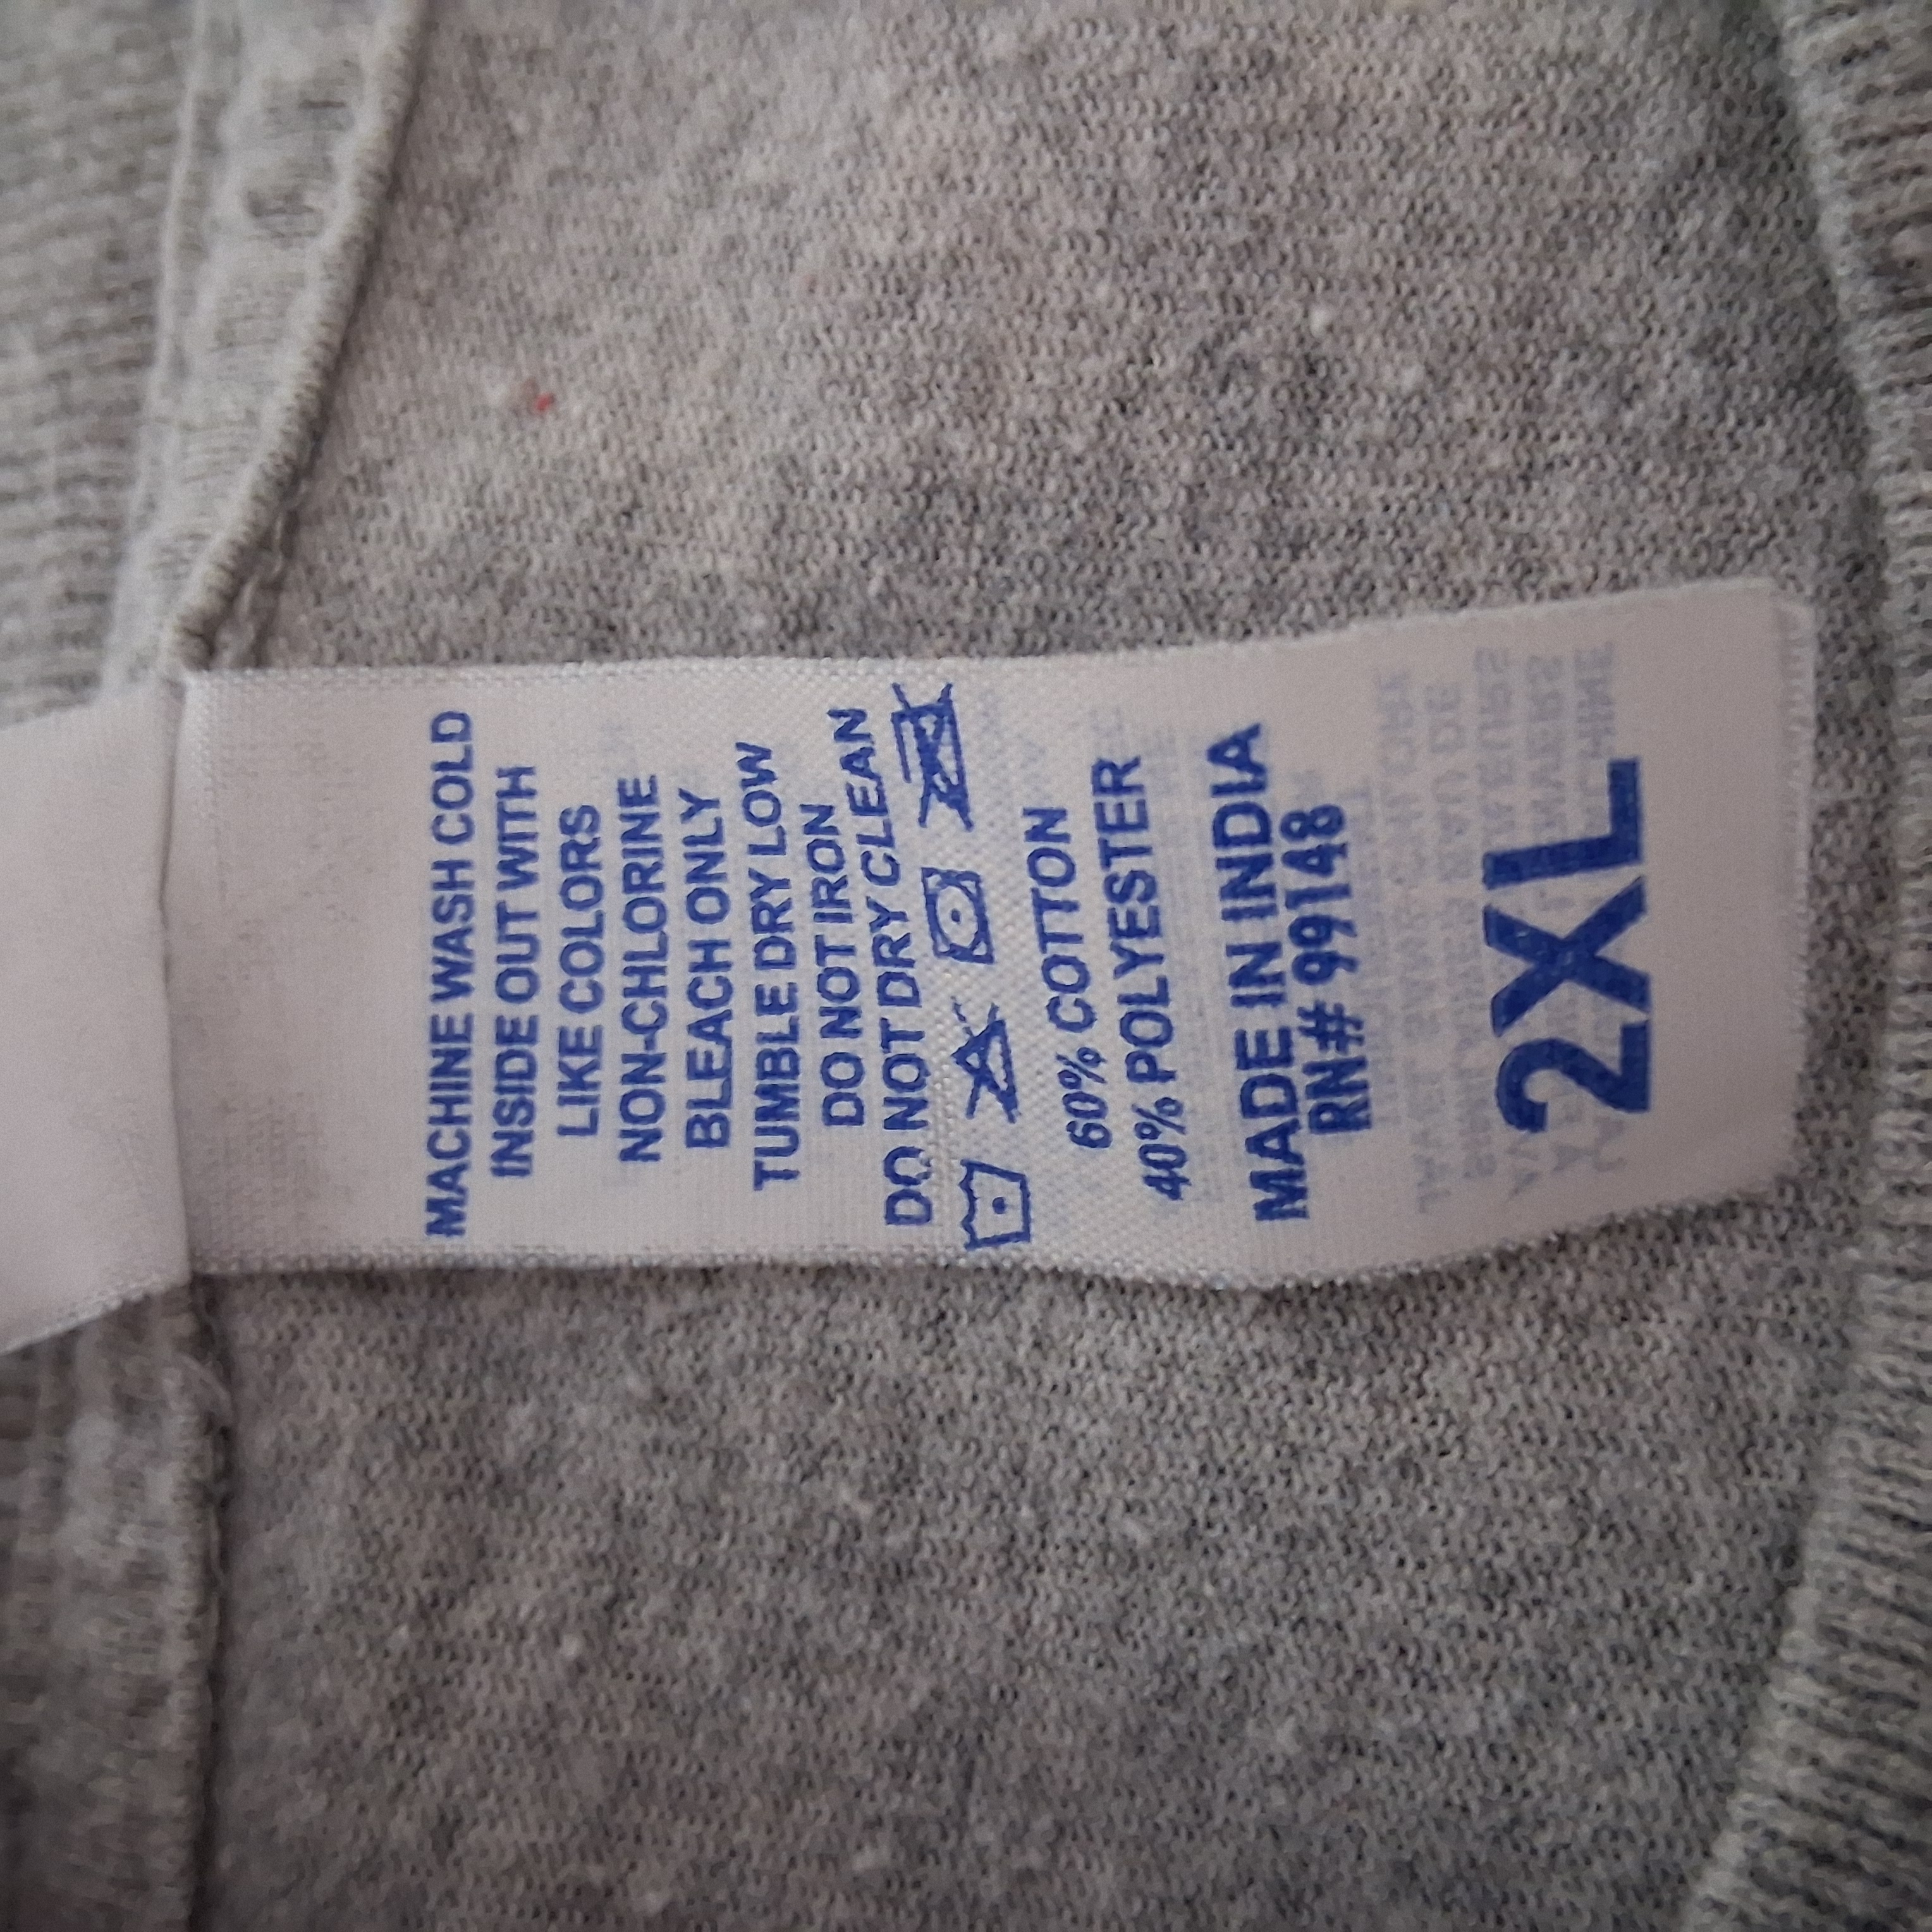 MACHINE WASH COLD
INSIDE OUT WITH
LIKE COLORS
NON-CHLORINE
BLEACH ONLY
TUMBLE DRY LOW
DO NOT IRON
DO NOT DRY CLEAN
60% COTTON
40% POLYESTER
MADE IN INDIA
RN# 99148
2XL